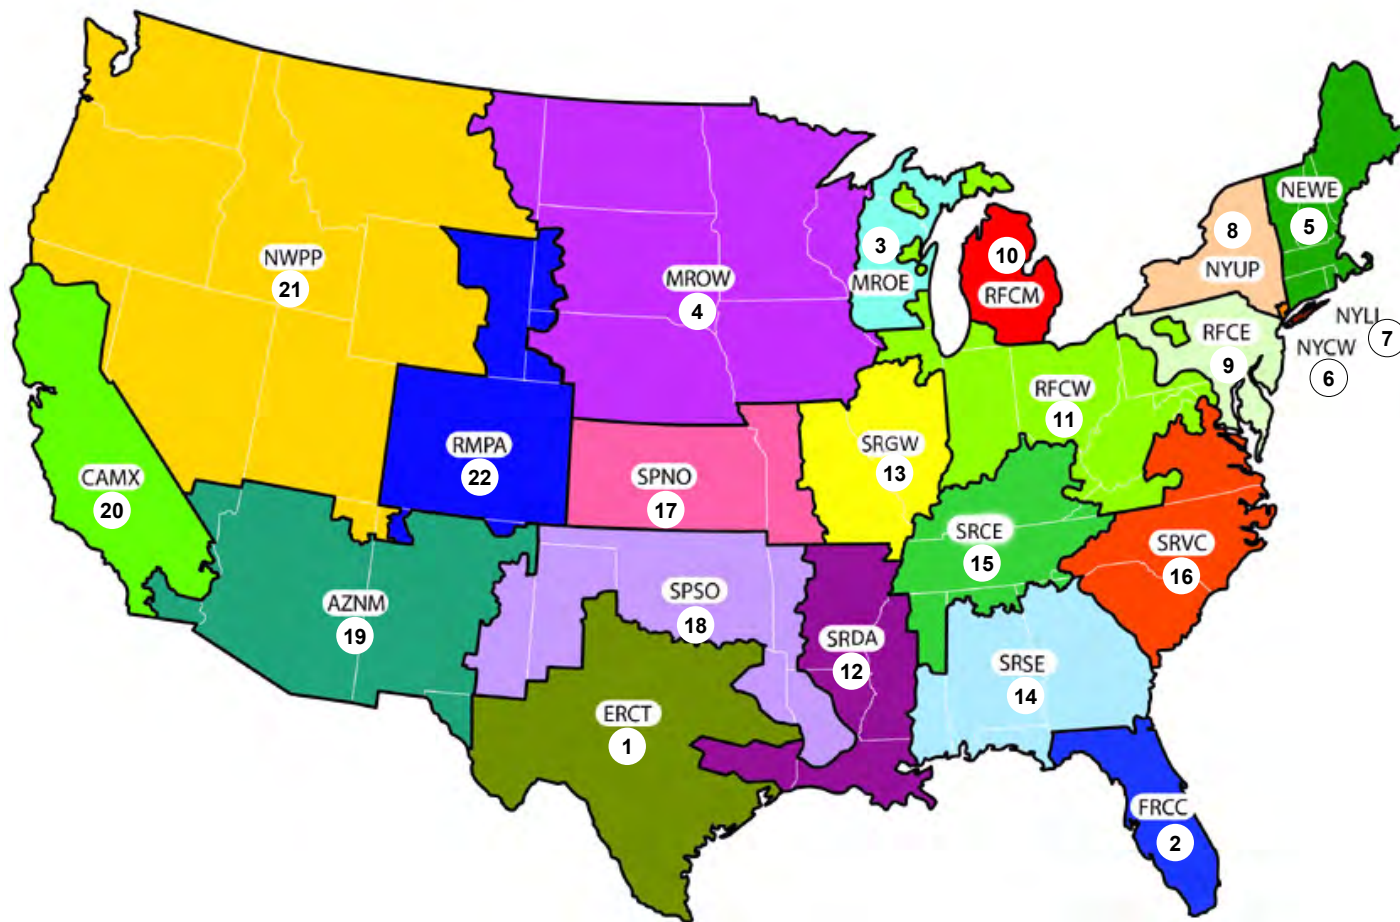 NEWE
5
8
NYUP
3
MROE
10
RFCM
NWPP
21
MROW
4
NYLI
7
NYCW
6
RFCE
9
RFCW
11
SRGW
13
RMPA
22
SPNO
17
CAMX
20
SRCE
15
SRVC
16
AZNM
19
SPSO
18
SRDA
12
SRSE
14
ERCT
1
FRCC
2